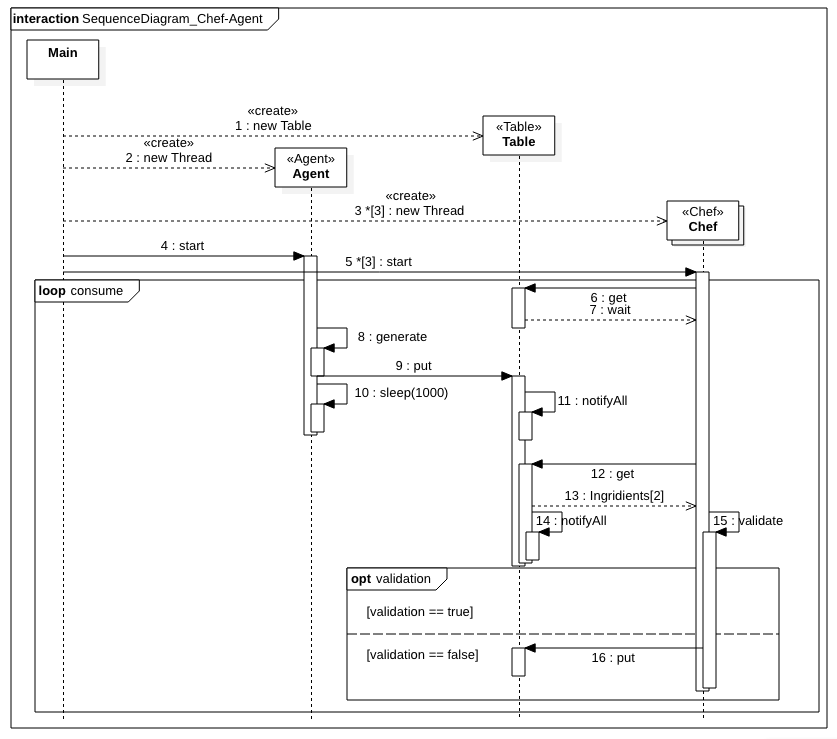 interaction SequenceDiagram_Chef-Agent
Main
«create»
1 : new Table
«Table»
Table
«create»
2 : new Thread
«Agent»
Agent
«create»
3 *[3] : new Thread
«Chef»
Chef
4 : start
5 *[3] : start
loop consume
6 : get
7 : wait
8 : generate
9 : put
10 : sleep(1000)
11 : notifyAll
12 : get
13 : Ingridients[2]
14 : notifyAll
15 : validate
opt validation
[validation == true]
[validation == false]
16 : put